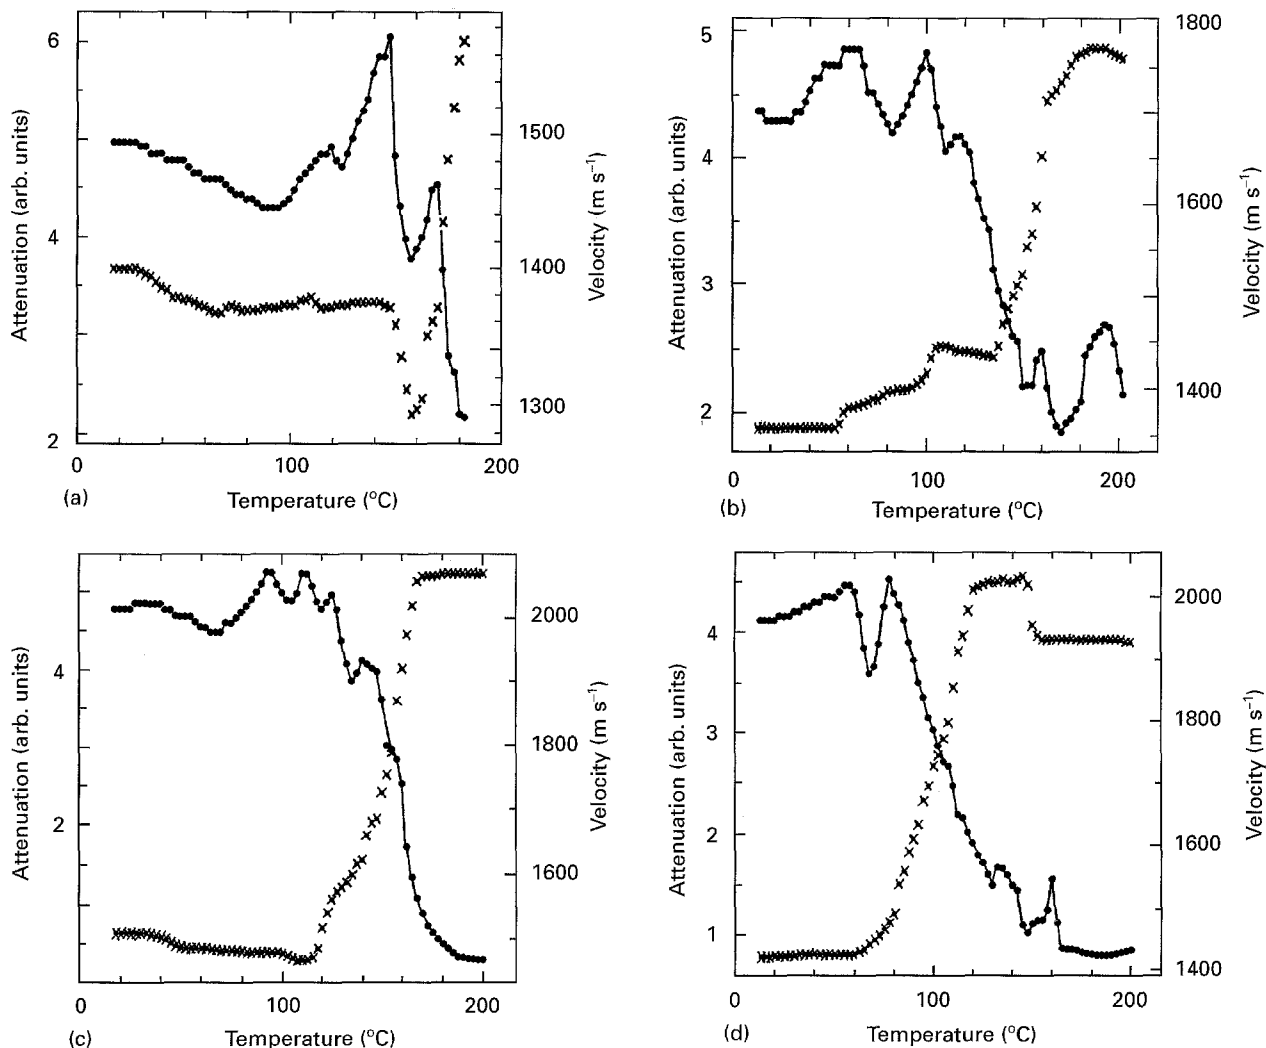 6
4
2
Attenuation (arb. units)
1500
1400
1300
Velocity (m s⁻¹)
0
100
200
(a)
Temperature (°C)
5
4
3
2
Attenuation (arb. units)
1800
1600
1400
Velocity (m s⁻¹)
0
100
200
(b)
Temperature (°C)
4
2
Attenuation (arb. units)
2000
1800
1600
Velocity (m s⁻¹)
0
100
200
(c)
Temperature (°C)
4
3
2
1
Attenuation (arb. units)
2000
1800
1600
1400
Velocity (m s⁻¹)
0
100
200
(d)
Temperature (°C)